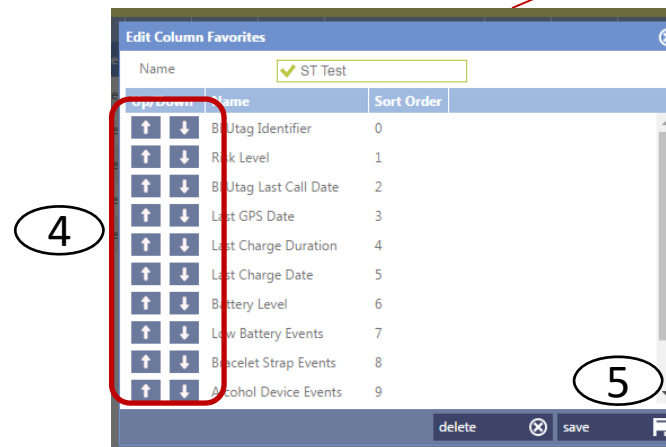 Edit Column Favorites
Name ST Test
Up/Down Name Sort Order
BLUtag Identifier 0
Risk Level 1
BLUtag Last Call Date 2
Last GPS Date 3
4
Last Charge Duration 4
Last Charge Date 5
Battery Level 6
Low Battery Events 7
Bracelet Strap Events 8
Alcohol Device Events 9
5
delete save